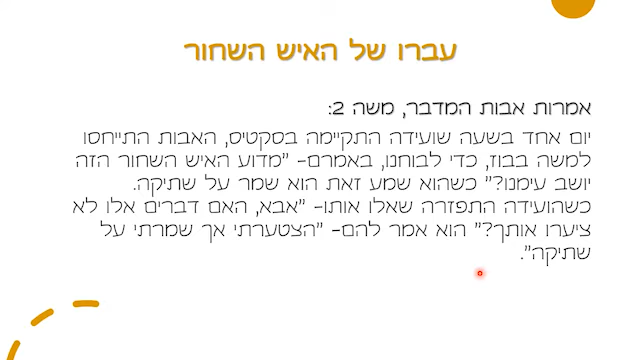 עברו של האיש השחור
אמרות אבות המדבר, משה 2:
יום אחד בשעה שועידה התקיימה בסקטיס, האבות התייחסו
למשה בבוז, כדי לבוחנו, באמרם- "מדוע האיש השחור הזה
יושב עימנו?" כשהוא שמע זאת הוא שמר על שתיקה.
כשהועידה התפזרה שאלו אותו- "אבא, האם דברים אלו לא
ציערו אותך?" הוא אמר להם- "הצטערתי אך שמרתי על
שתיקה".